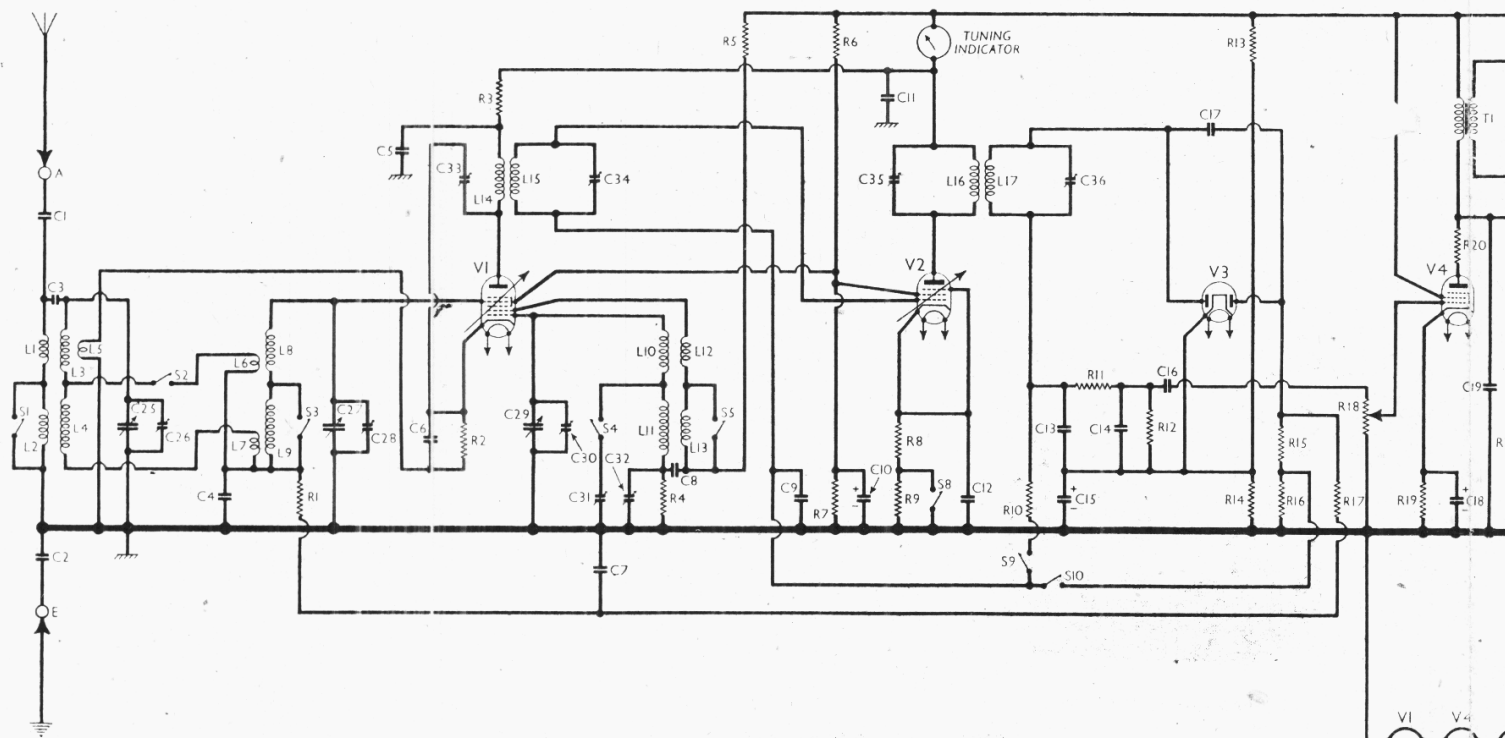 R5
R6
TUNING
INDICATOR
R13
R3
C11
C17
T1
C5
C33
L15
C34
C35
L16
L17
C36
A
L14
C1
V1
V2
V3
V4
R20
C3
L1
L5
L3
L6
L8
L10
L12
S2
R11
C16
R18
C19
S1
L2
L4
C25
C26
L7
L9
S3
C27
C28
C6
R2
C29
C30
S4
L11
L13
S5
R8
C13
C14
R12
R15
R
C4
R1
C31
C32
R4
C8
C9
R7
C10
+
–
R9
S8
C12
R10
C15
+
–
R14
R16
R17
R19
C18
+
–
C2
C7
S9
S10
E
V1
V4